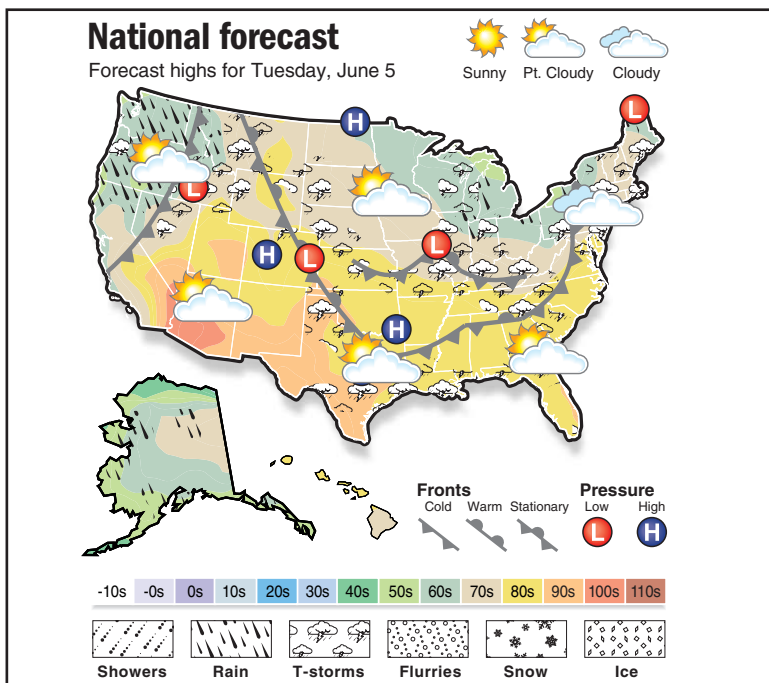 National forecast
Forecast highs for Tuesday, June 5
Sunny Pt. Cloudy Cloudy
H
L
L
H
L
L
H
Fronts Pressure
Cold Warm Stationary Low High
L H
-10s -0s 0s 10s 20s 30s 40s 50s 60s 70s 80s 90s 100s 110s
Showers Rain T-storms Flurries Snow Ice